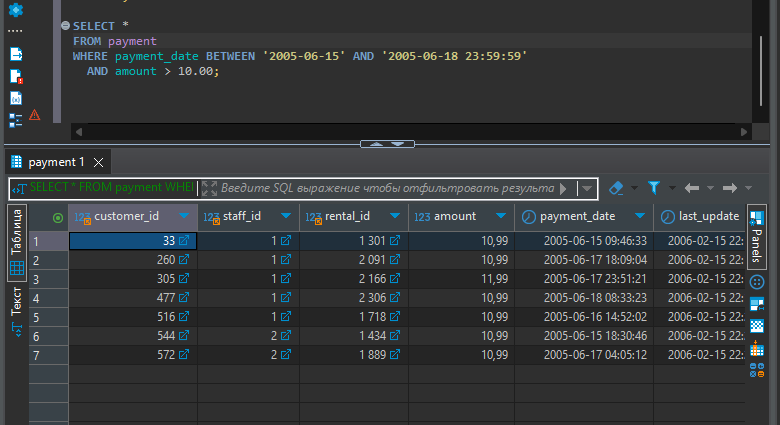 SELECT *
FROM payment
WHERE payment_date BETWEEN '2005-06-15' AND '2005-06-18 23:59:59'
AND amount > 10.00;
payment 1
SELECT * FROM payment WHEI Введите SQL выражение чтобы отфильтровать результа
Таблица
Текст
Panels
customer_id staff_id rental_id amount payment_date last_update
1 33 1 1 301 10,99 2005-06-15 09:46:33 2006-02-15 22:
2 260 1 2 091 10,99 2005-06-17 18:09:04 2006-02-15 22:
3 305 1 2 166 11,99 2005-06-17 23:51:21 2006-02-15 22:
4 477 1 2 306 10,99 2005-06-18 08:33:23 2006-02-15 22:
5 516 1 1 718 10,99 2005-06-16 14:52:02 2006-02-15 22:
6 544 2 1 434 10,99 2005-06-15 18:30:46 2006-02-15 22:
7 572 2 1 889 10,99 2005-06-17 04:05:12 2006-02-15 22: